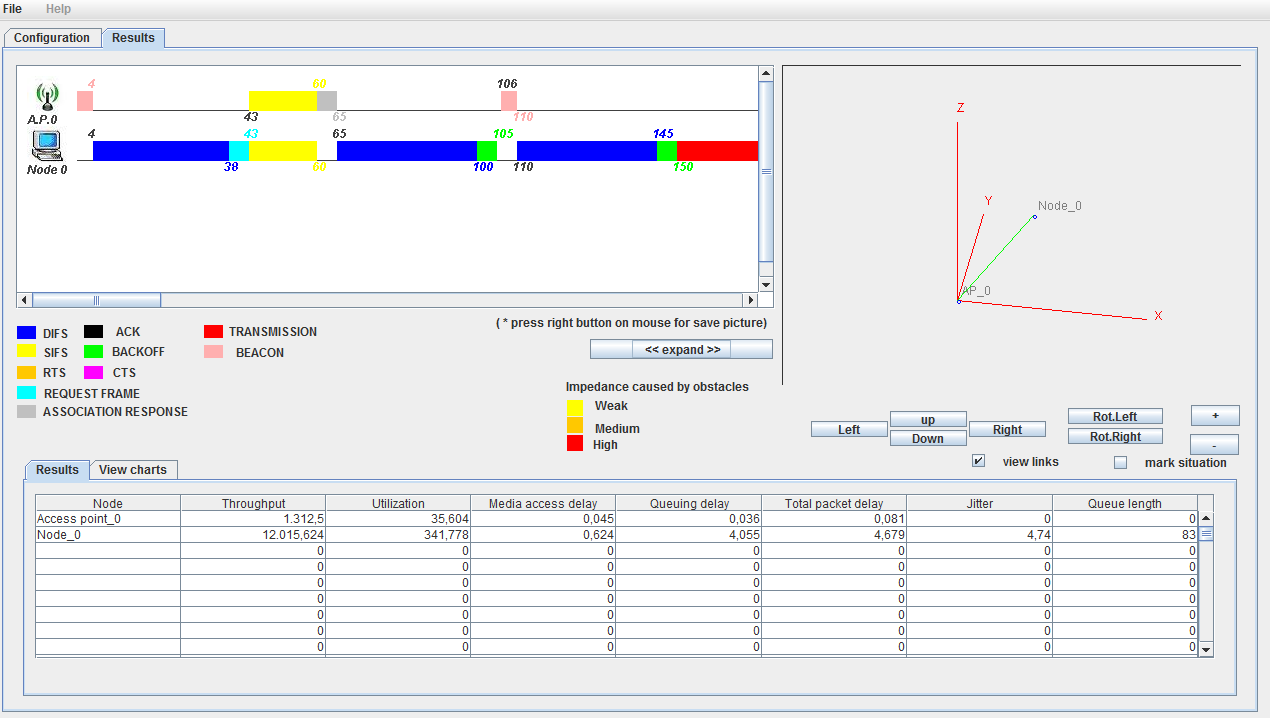 File Help
Configuration Results
4 60 106
A.P.0
43 65 110
4 43 65 105 145
Node 0
38 60 100 110 150
Z
Y
Node_0
AP_0
X
( * press right button on mouse for save picture)
DIFS ACK TRANSMISSION
SIFS BACKOFF BEACON
RTS CTS
REQUEST FRAME
ASSOCIATION RESPONSE
<< expand >>
Impedance caused by obstacles
Weak
Medium
High
Left up Right Rot.Left +
Down Rot.Right -
view links mark situation
Results View charts
Node Throughput Utilization Media access delay Queuing delay Total packet delay Jitter Queue length
Access point_0 1.312,5 35,604 0,045 0,036 0,081 0 0
Node_0 12.015,624 341,778 0,624 4,055 4,679 4,74 83
0 0 0 0 0 0 0
0 0 0 0 0 0 0
0 0 0 0 0 0 0
0 0 0 0 0 0 0
0 0 0 0 0 0 0
0 0 0 0 0 0 0
0 0 0 0 0 0 0